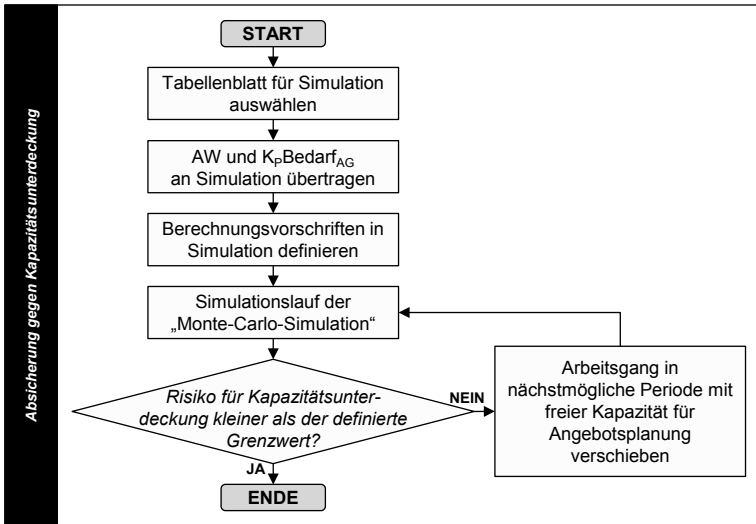 Absicherung gegen Kapazitätsunterdeckung
START
Tabellenblatt für Simulation
auswählen
AW und KPBedarfAG
an Simulation übertragen
Berechnungsvorschriften in
Simulation definieren
Simulationslauf der
„Monte-Carlo-Simulation“
Risiko für Kapazitätsunter-
deckung kleiner als der definierte
Grenzwert?
NEIN
Arbeitsgang in
nächstmögliche Periode mit
freier Kapazität für
Angebotsplanung
verschieben
JA
ENDE